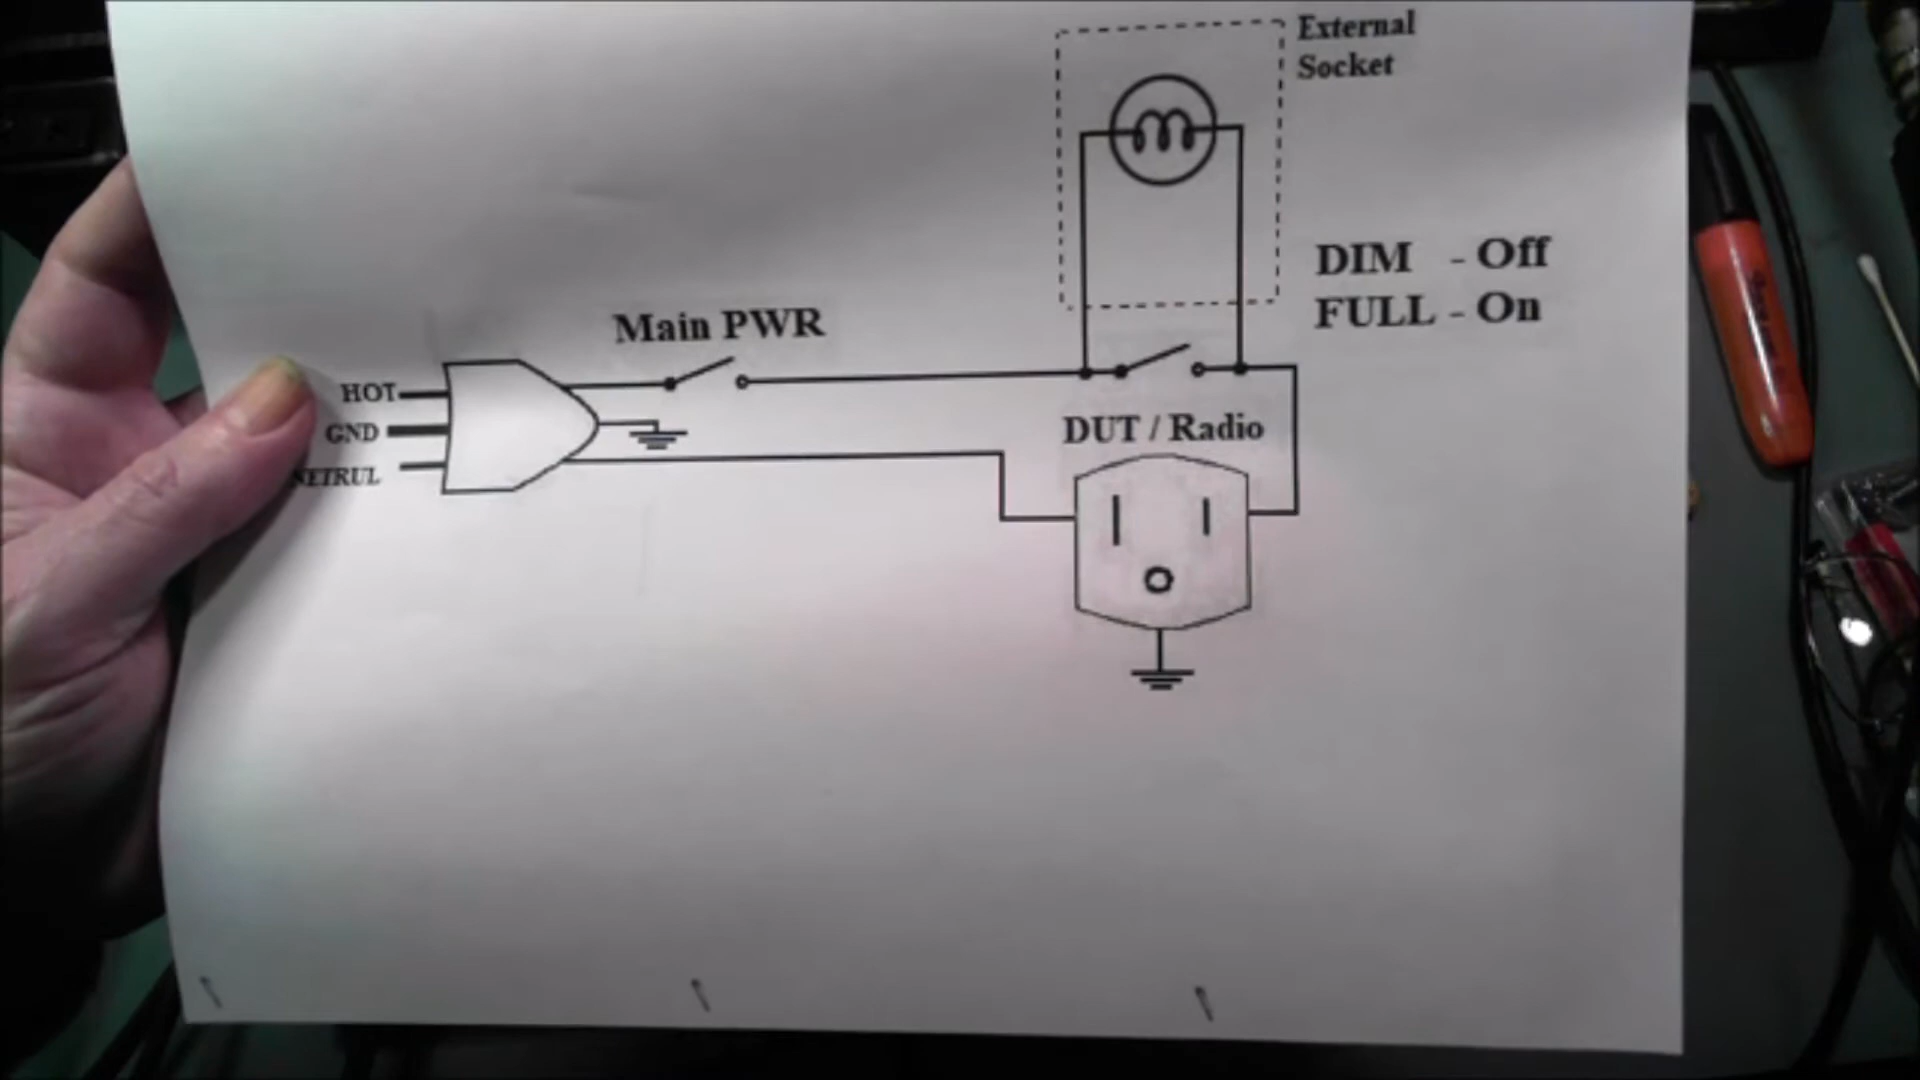 External
Socket
DIM - Off
FULL - On
Main PWR
HOT
GND
NETRUL
DUT / Radio